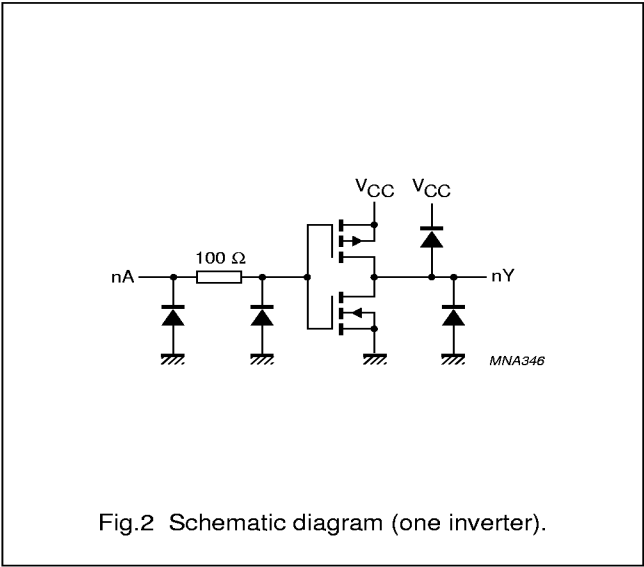 VCC VCC
100 Ω
nA nY
MNA346
Fig.2 Schematic diagram (one inverter).